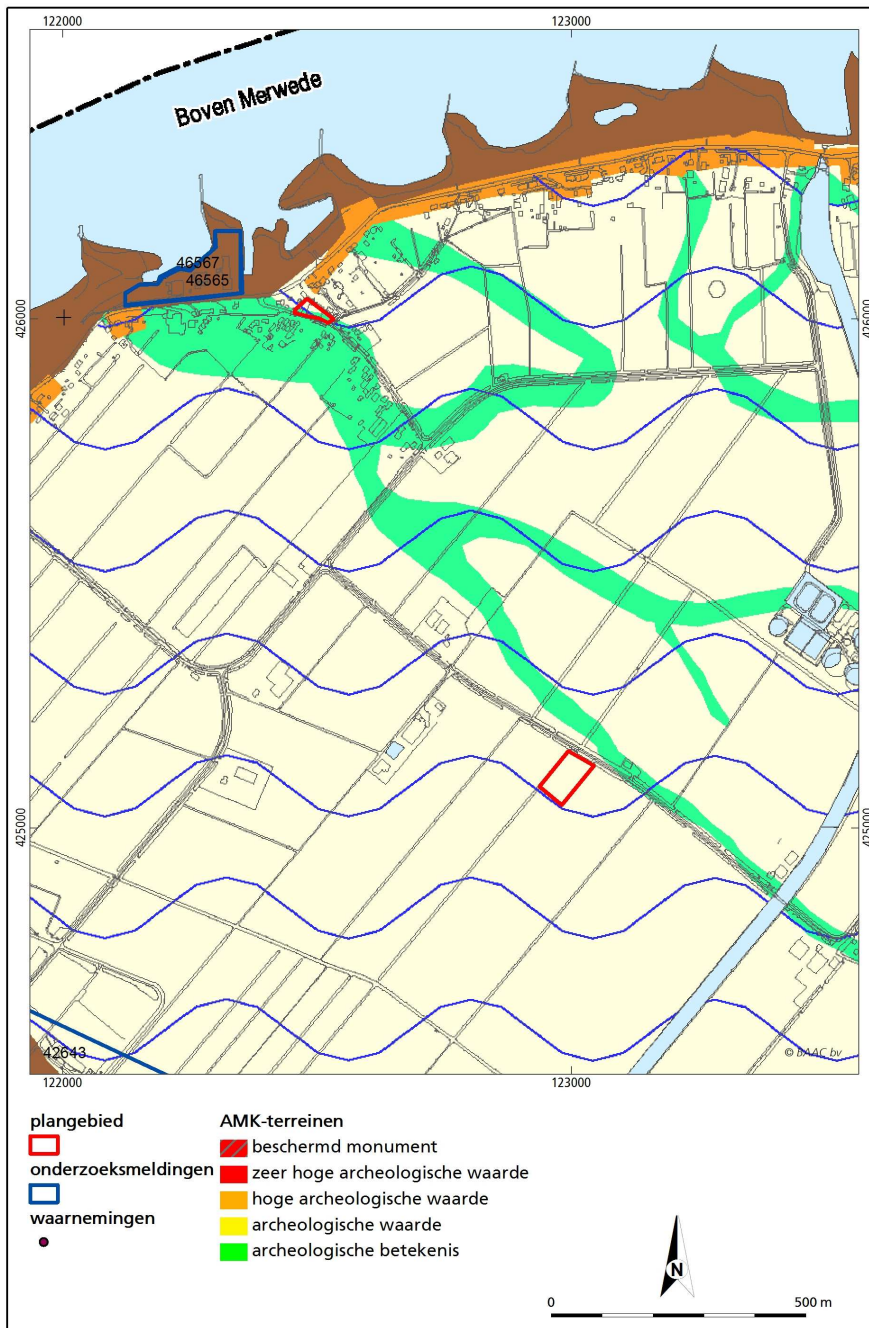 122000
123000
Boven Merwede
46567
46565
426000
426000
425000
425000
42643
© BAAC bv
122000
123000
plangebied
onderzoeksmeldingen
waarnemingen
AMK-terreinen
beschermd monument
zeer hoge archeologische waarde
hoge archeologische waarde
archeologische waarde
archeologische betekenis
N
0
500 m